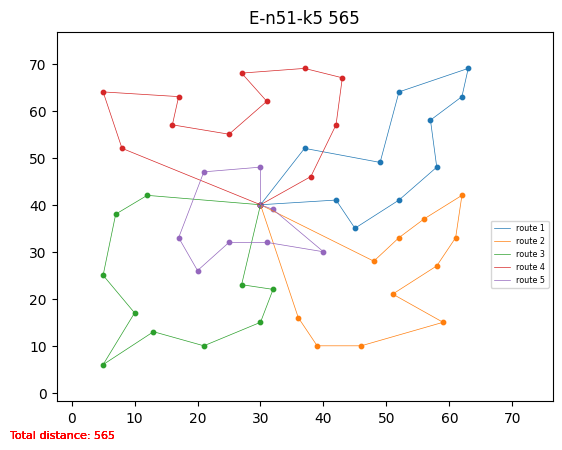 E-n51-k5 565
70
60
50
40
30
20
10
0
route 1
route 2
route 3
route 4
route 5
0 10 20 30 40 50 60 70
Total distance: 565